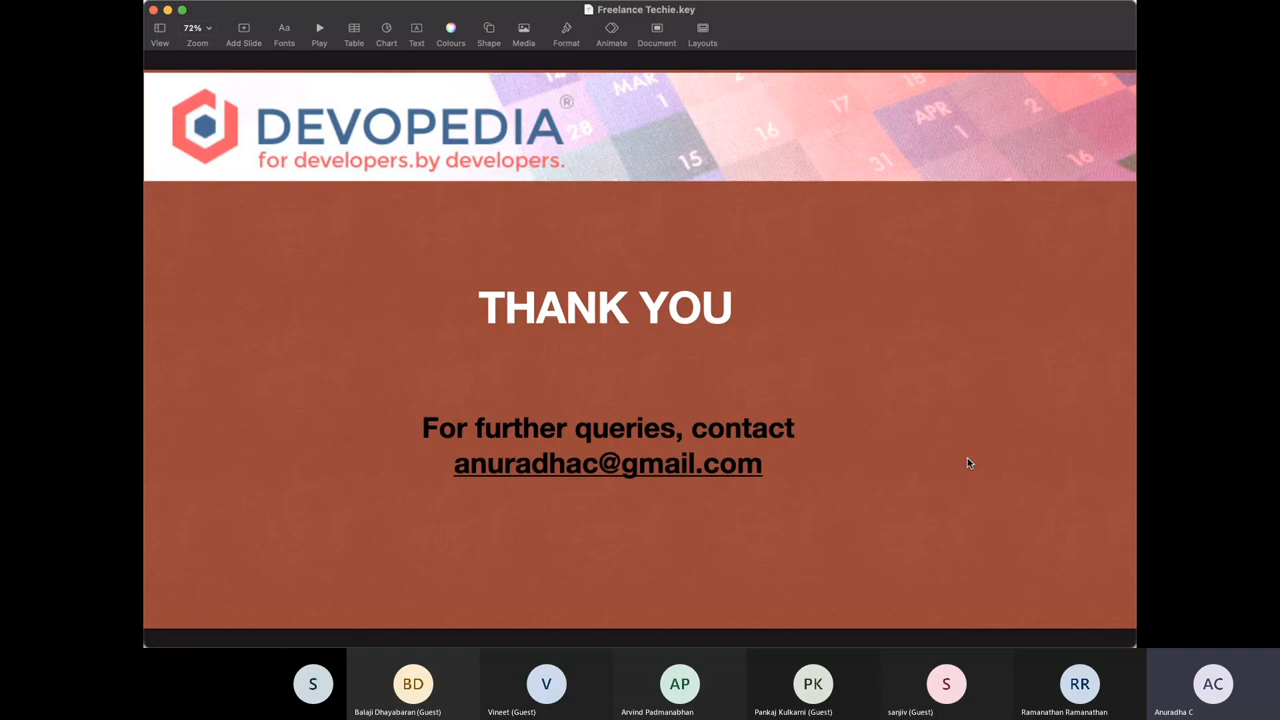 Freelance Techie.key
72%
View
Zoom
Add Slide
Aa
Fonts
Play
Table
Chart
T
Text
Colours
Shape
Media
Format
Animate
Document
Layouts
DEVOPEDIA®
for developers.by developers.
MAR
1
28
15
16
17
18
31
APR
1
2
3
16
THANK YOU
For further queries, contact
anuradhac@gmail.com
S
BD
V
AP
PK
S
RR
AC
Balaji Dhayabaran (Guest)
Vineet (Guest)
Arvind Padmanabhan
Pankaj Kulkarni (Guest)
sanjiv (Guest)
Ramanathan Ramanathan
Anuradha C